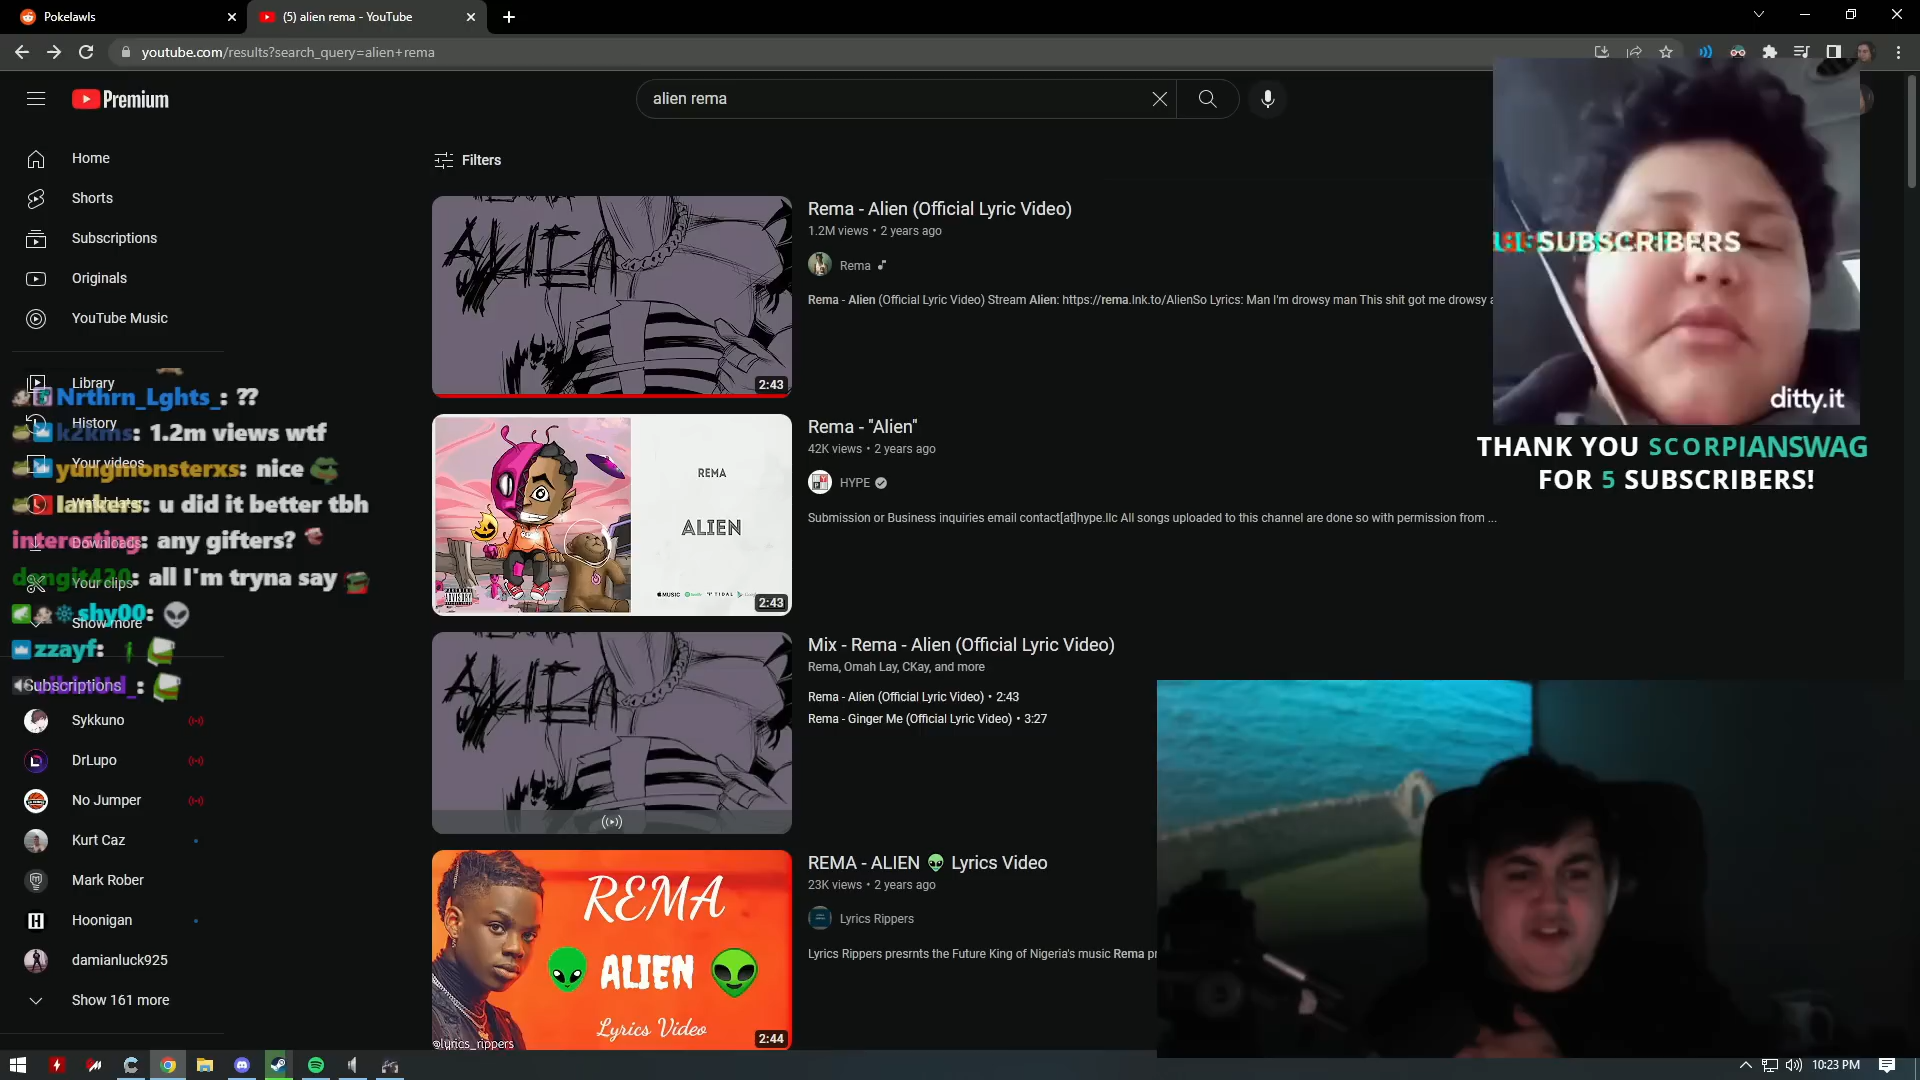 Pokelawls
(5) alien rema - YouTube
youtube.com/results?search_query=alien+rema
Premium
alien rema
Home
Shorts
Subscriptions
Originals
YouTube Music
Library
History
Your videos
Downloads
Your clips
Show more
Subscriptions
Sykkuno
DrLupo
No Jumper
Kurt Caz
Mark Rober
Hoonigan
damianluck925
Show 161 more
Nrthrn_Lghts_: ??
k2kms: 1.2m views wtf
yungmonsterxs: nice
lankers: u did it better tbh
interesting: any gifters?
dongit420: all I'm tryna say
shy00:
zzayf:
Filters
ALIEN
2:43
Rema - Alien (Official Lyric Video)
1.2M views • 2 years ago
Rema
Rema - Alien (Official Lyric Video) Stream Alien: https://rema.lnk.to/AlienSo Lyrics: Man I'm drowsy man This shit got me drowsy
REMA
ALIEN
2:43
Rema - "Alien"
42K views • 2 years ago
HYPE
Submission or Business inquiries email contact[at]hype.llc All songs uploaded to this channel are done so with permission from ...
ALIEN
Mix - Rema - Alien (Official Lyric Video)
Rema, Omah Lay, CKay, and more
Rema - Alien (Official Lyric Video) • 2:43
Rema - Ginger Me (Official Lyric Video) • 3:27
REMA
ALIEN
Lyrics Video
@lyrics_rippers
2:44
REMA - ALIEN 👽 Lyrics Video
23K views • 2 years ago
Lyrics Rippers
Lyrics Rippers presrnts the Future King of Nigeria's music Rema pr
SUBSCRIBERS
ditty.it
THANK YOU SCORPIANSWAG
FOR 5 SUBSCRIBERS!
10:23 PM